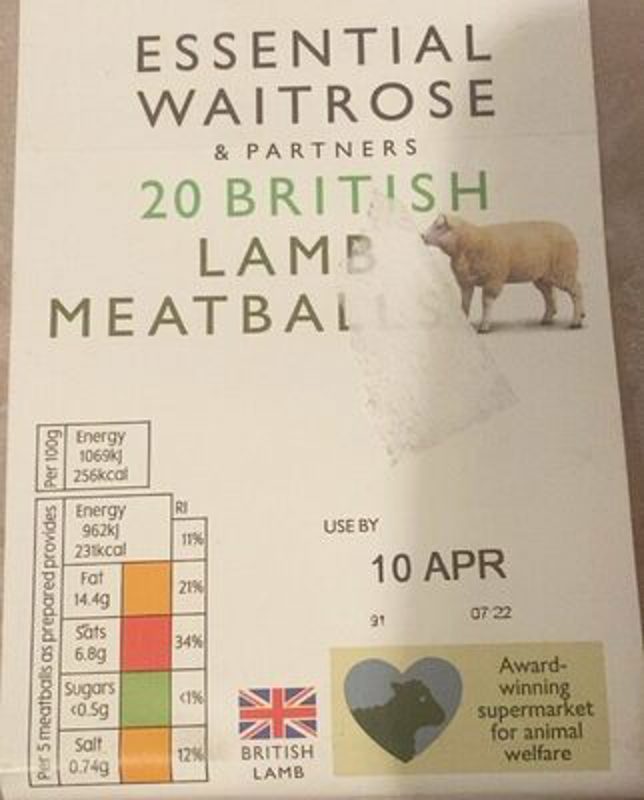 ESSENTIAL
WAITROSE
& PARTNERS
20 BRITISH
LAMB
MEATBALLS
Per 100g
Energy
1069kJ
256kcal
Per 5 meatballs as prepared provides
RI
Energy
962kJ
231kcal
11%
Fat
14.4g
21%
Sats
6.8g
34%
Sugars
<0.5g
<1%
Salt
0.74g
12%
USE BY
10 APR
91 07:22
BRITISH
LAMB
Award-
winning
supermarket
for animal
welfare